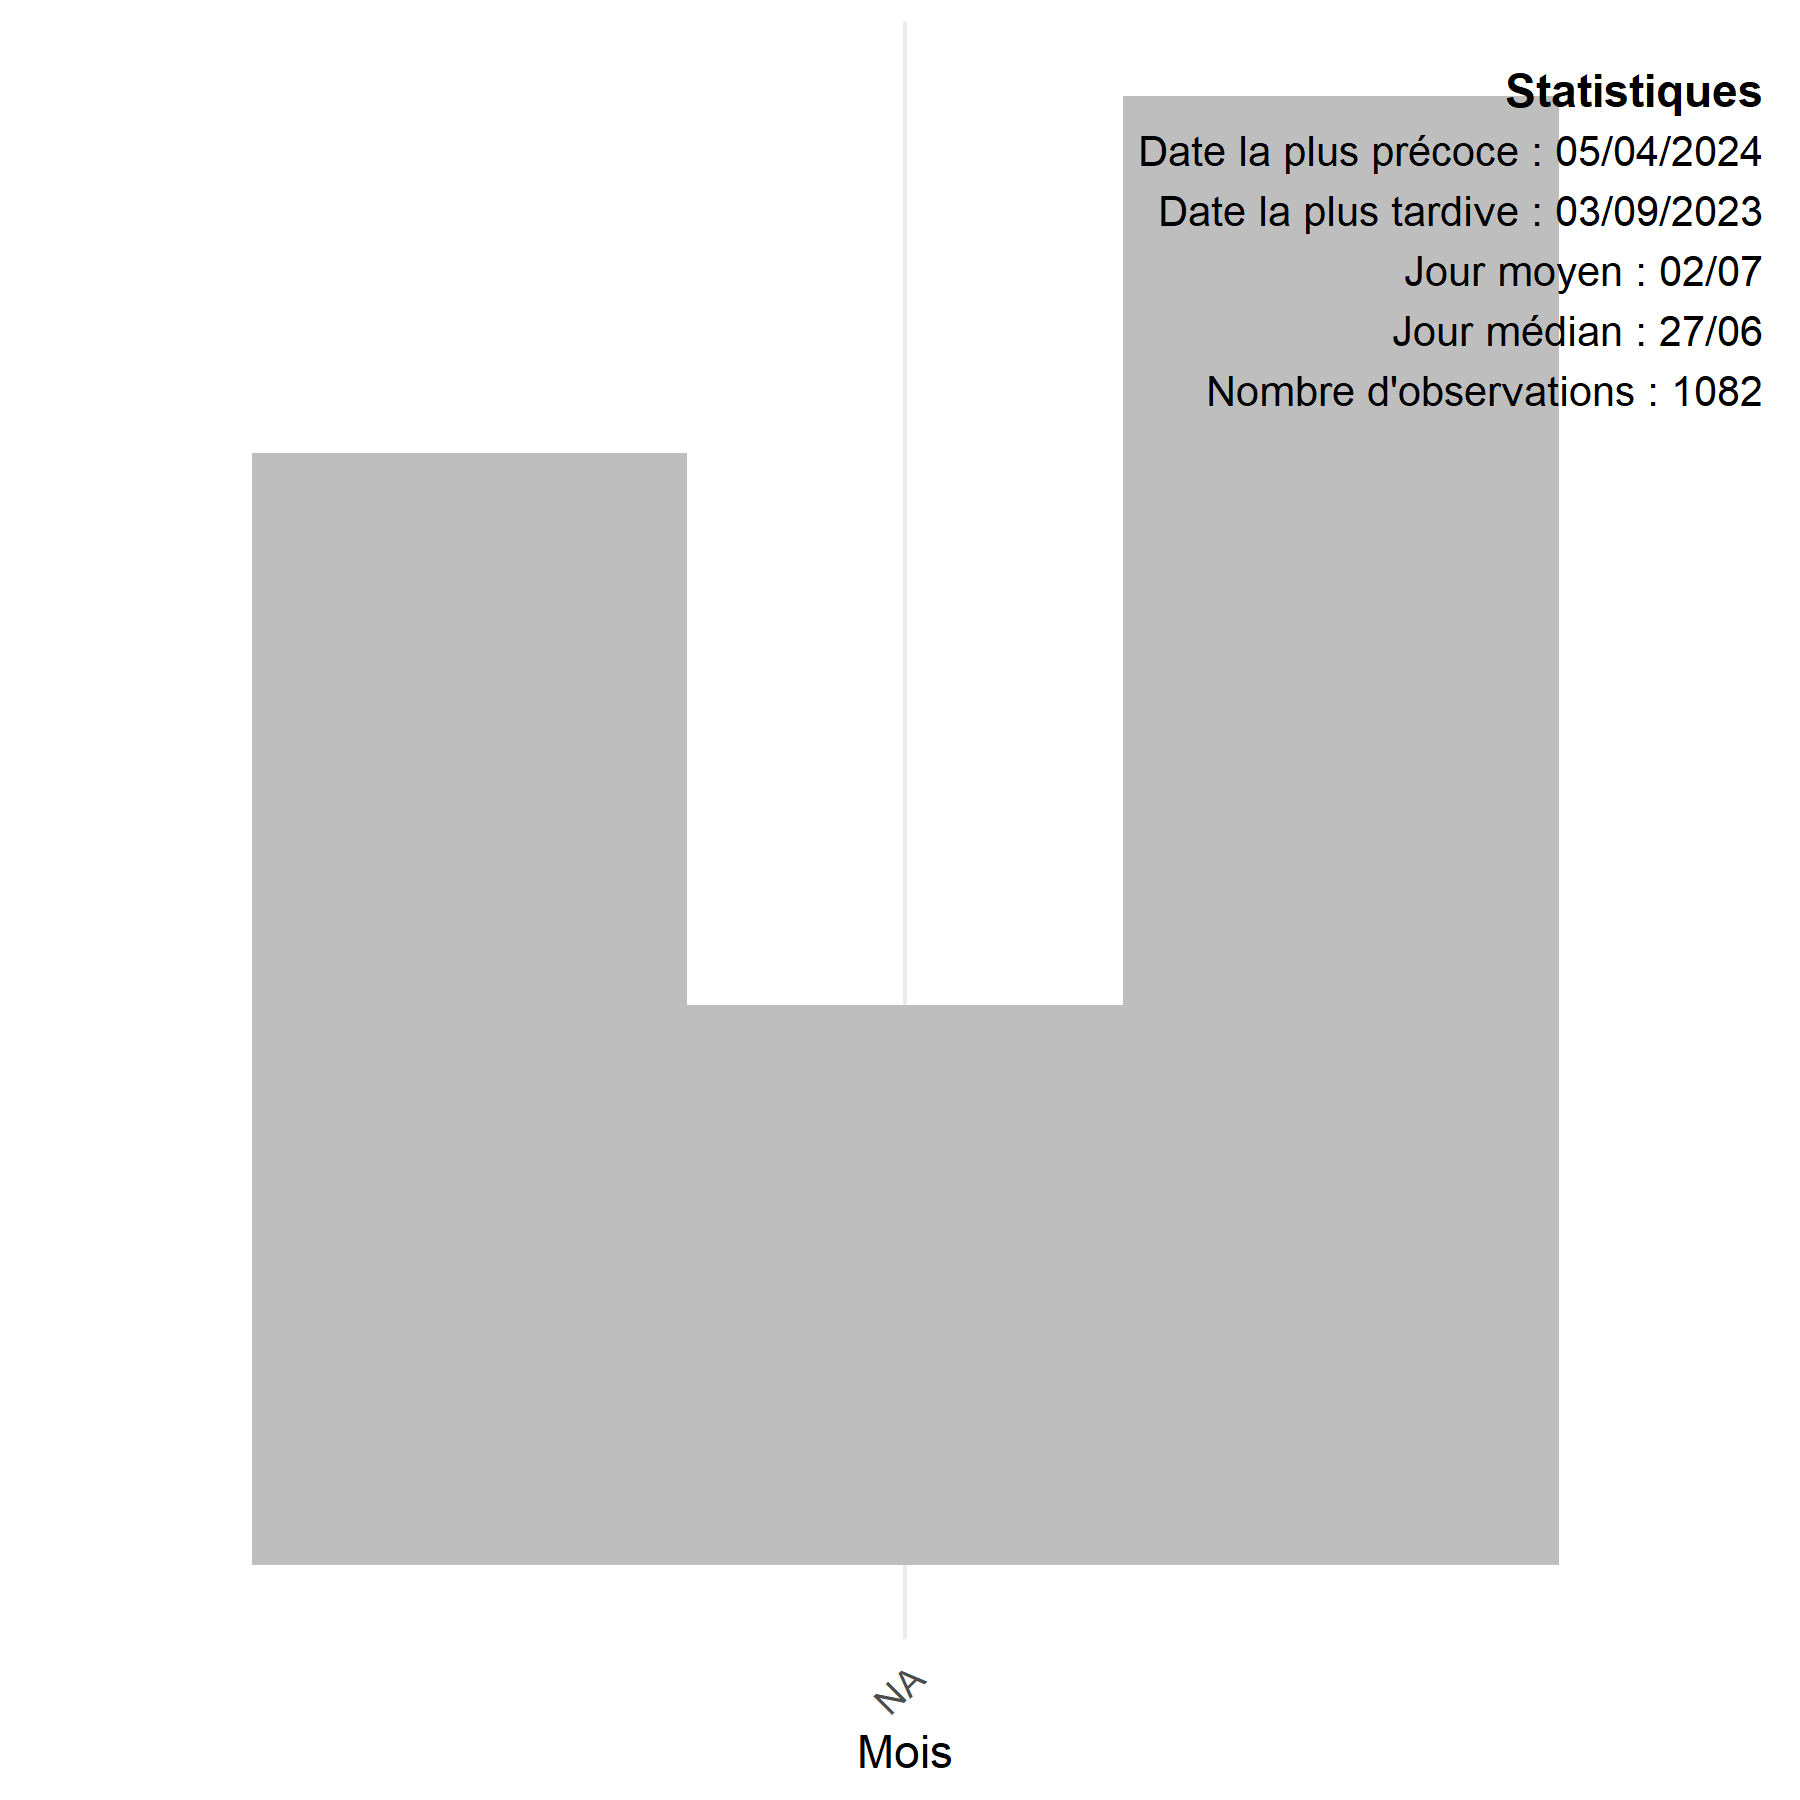 Statistiques
Date la plus précoce : 05/04/2024
Date la plus tardive : 03/09/2023
Jour moyen : 02/07
Jour médian : 27/06
Nombre d'observations : 1082
NA
Mois